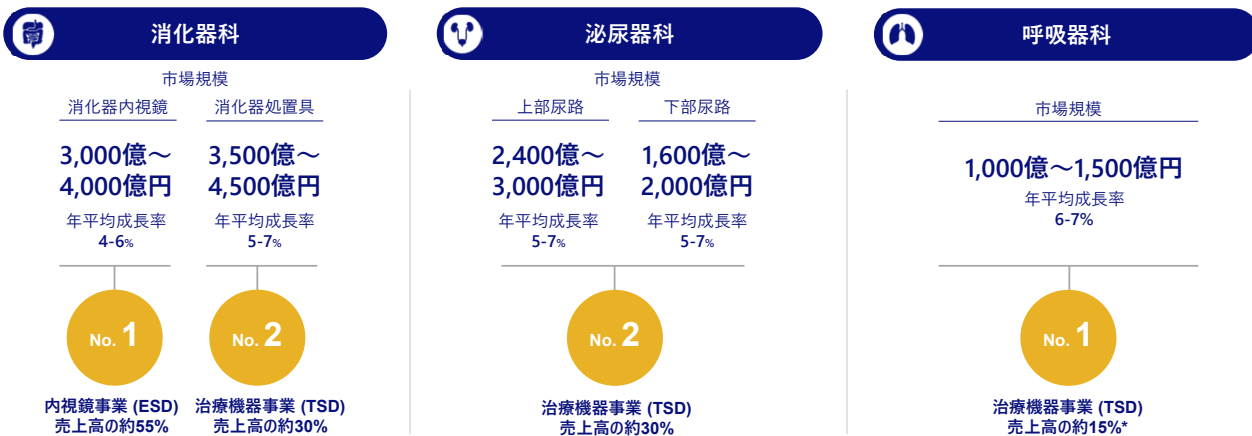 消化器科
市場規模
消化器内視鏡
3,000億～
4,000億円
年平均成長率
4-6%
No. 1
内視鏡事業 (ESD)
売上高の約55%
消化器処置具
3,500億～
4,500億円
年平均成長率
5-7%
No. 2
治療機器事業 (TSD)
売上高の約30%
泌尿器科
市場規模
上部尿路
2,400億～
3,000億円
年平均成長率
5-7%
下部尿路
1,600億～
2,000億円
年平均成長率
5-7%
No. 2
治療機器事業 (TSD)
売上高の約30%
呼吸器科
市場規模
1,000億～1,500億円
年平均成長率
6-7%
No. 1
治療機器事業 (TSD)
売上高の約15%*